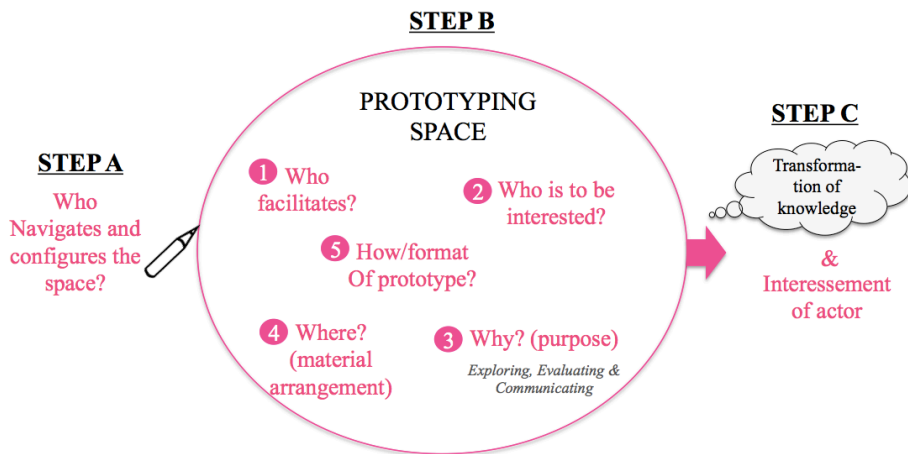 STEP B
PROTOTYPING
SPACE
STEP A
Who
Navigates and
configures the
space?
1 Who
facilitates?
2 Who is to be
interested?
5 How/format
Of prototype?
4 Where?
(material
arrangement)
3 Why? (purpose)
Exploring, Evaluating &
Communicating
STEP C
Transforma-
tion of
knowledge
&
Interessement
of actor